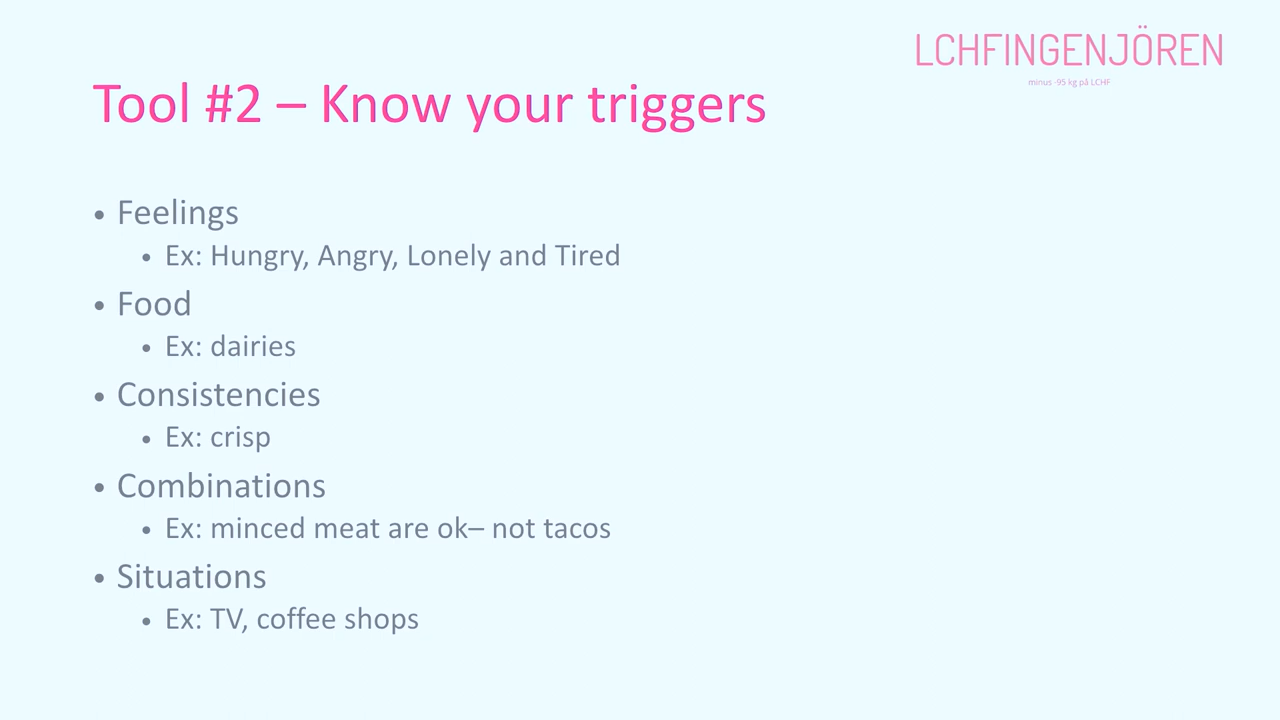 LCHFINGENJÖREN
minus -95 kg på LCHF
Tool #2 – Know your triggers
• Feelings
• Ex: Hungry, Angry, Lonely and Tired
• Food
• Ex: dairies
• Consistencies
• Ex: crisp
• Combinations
• Ex: minced meat are ok– not tacos
• Situations
• Ex: TV, coffee shops